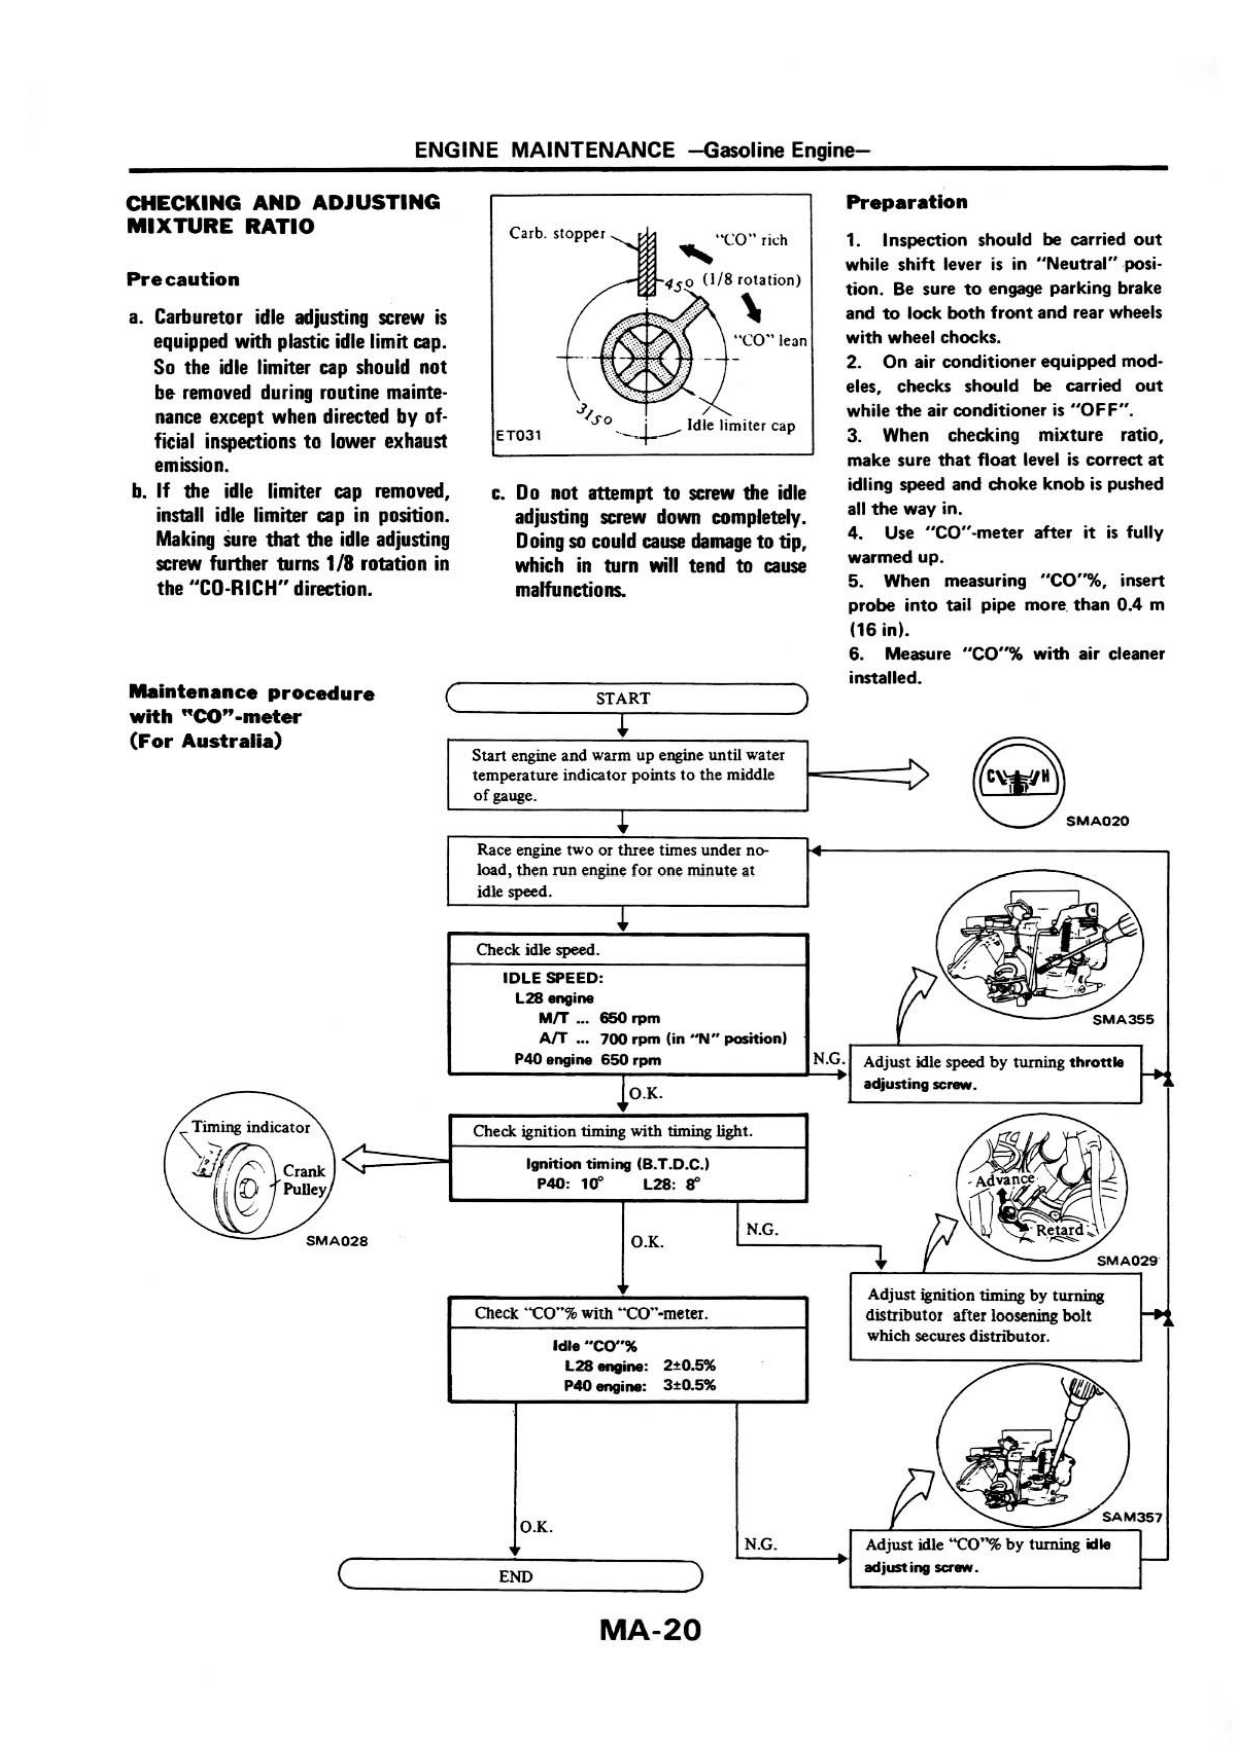 ENGINE MAINTENANCE —Gasoline Engine—
CHECKING AND ADJUSTING
MIXTURE RATIO
Precaution
a. Carburetor idle adjusting screw is
equipped with plastic idle limit cap.
So the idle limiter cap should not
be removed during routine mainte-
nance except when directed by of-
ficial inspections to lower exhaust
emission.
b. If the idle limiter cap removed,
install idle limiter cap in position.
Making sure that the idle adjusting
screw further turns 1/8 rotation in
the "CO-RICH" direction.
Carb. stopper
"CO" rich
45° (1/8 rotation)
"CO" lean
315°
Idle limiter cap
ET031
c. Do not attempt to screw the idle
adjusting screw down completely.
Doing so could cause damage to tip,
which in turn will tend to cause
malfunctions.
Preparation
1. Inspection should be carried out
while shift lever is in "Neutral" posi-
tion. Be sure to engage parking brake
and to lock both front and rear wheels
with wheel chocks.
2. On air conditioner equipped mod-
eles, checks should be carried out
while the air conditioner is "OFF".
3. When checking mixture ratio,
make sure that float level is correct at
idling speed and choke knob is pushed
all the way in.
4. Use "CO"-meter after it is fully
warmed up.
5. When measuring "CO"%, insert
probe into tail pipe more than 0.4 m
(16 in).
6. Measure "CO"% with air cleaner
installed.
Maintenance procedure
with "CO"-meter
(For Australia)
START
Start engine and warm up engine until water
temperature indicator points to the middle
of gauge.
C H
SMA020
Race engine two or three times under no-
load, then run engine for one minute at
idle speed.
Check idle speed.
IDLE SPEED:
L28 engine
M/T ... 650 rpm
A/T ... 700 rpm (in "N" position)
P40 engine 650 rpm
SMA355
N.G.
Adjust idle speed by turning throttle
adjusting screw.
O.K.
Timing indicator
Crank
Pulley
SMA028
Check ignition timing with timing light.
Ignition timing (B.T.D.C.)
P40: 10° L28: 8°
Advance
Retard
SMA029
O.K.
N.G.
Adjust ignition timing by turning
distributor after loosening bolt
which secures distributor.
Check "CO"% with "CO"-meter.
Idle "CO"%
L28 engine: 2±0.5%
P40 engine: 3±0.5%
SAM357
O.K.
N.G.
Adjust idle "CO"% by turning idle
adjusting screw.
END
MA-20